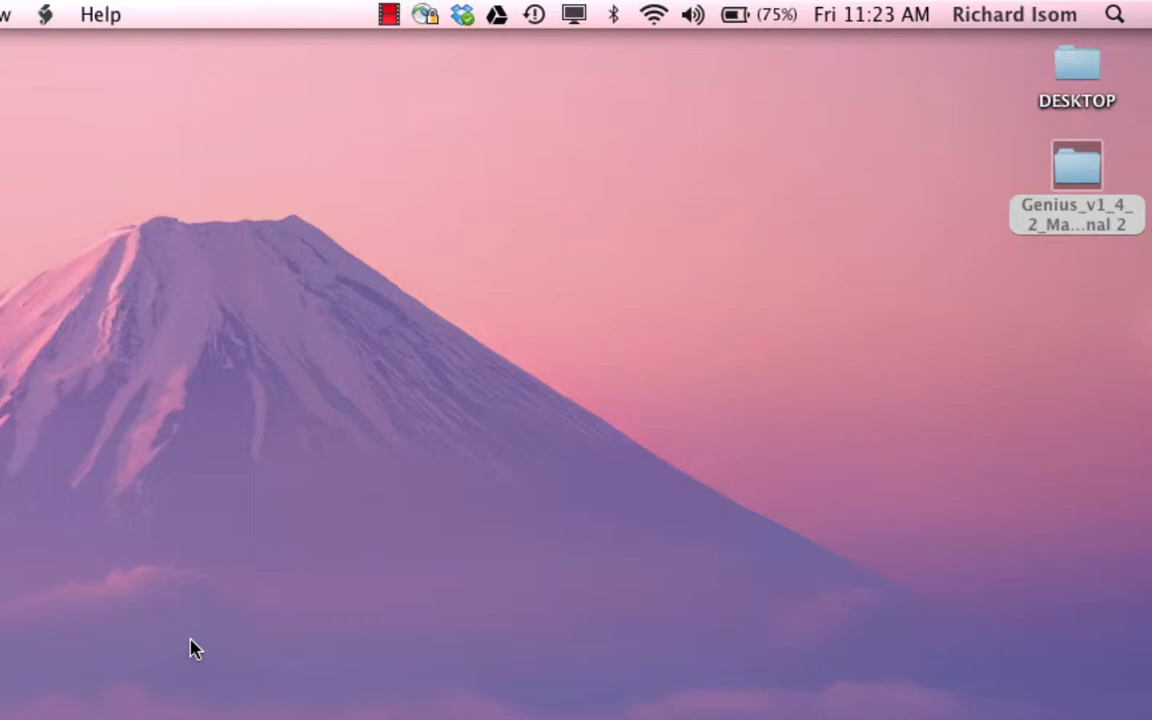 w Help (75%) Fri 11:23 AM Richard Isom
DESKTOP
Genius_v1_4_
2_Ma...nal 2